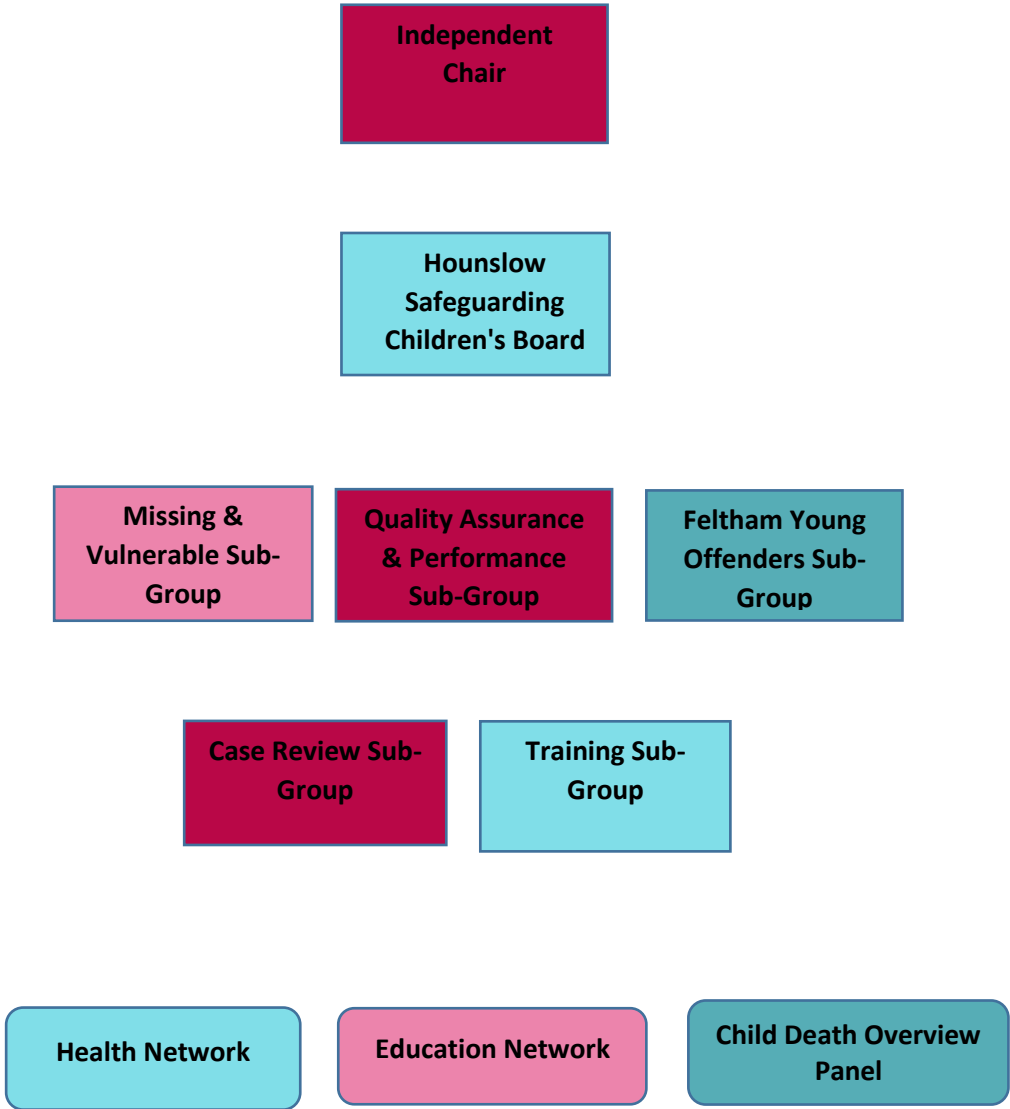 Independent
Chair
Hounslow
Safeguarding
Children's Board
Missing &
Vulnerable Sub-
Group
Quality Assurance
& Performance
Sub-Group
Feltham Young
Offenders Sub-
Group
Case Review Sub-
Group
Training Sub-
Group
Health Network
Education Network
Child Death Overview
Panel